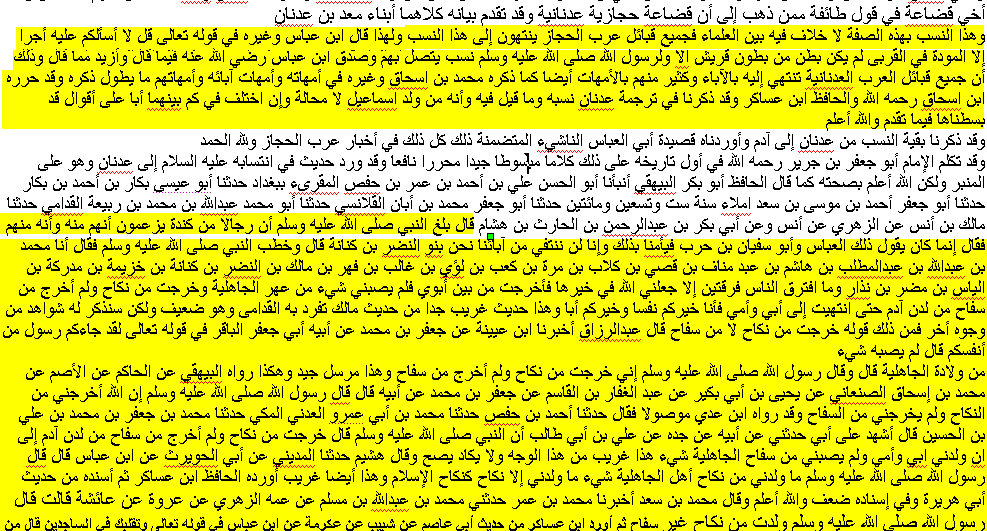 أخي قضاعة في قول طائفة ممن ذهب إلى أن قضاعة حجازية عدنانية وقد تقدم بيانه كلاهما أبناء معد بن عدنان
وهذا النسب بهذه الصفة لا خلاف فيه بين العلماء فجميع قبائل عرب الحجاز ينتهون إلى هذا النسب ولهذا قال ابن عباس وغيره في قوله تعالى قل لا أسألكم عليه أجرا
إلا المودة في القربى لم يكن بطن من بطون قريش إلا ولرسول الله صلى الله عليه وسلم نسب يتصل بهم وصدق ابن عباس رضي الله عنه فيما قال وأزيد مما قال وذلك
أن جميع قبائل العرب العدنانية تنتهي إليه بالآباء وكثير منهم بالأمهات أيضا كما ذكره محمد بن إسحاق وغيره في أمهاته وأمهات آبائه وأمهاتهم ما يطول ذكره وقد حرره
ابن إسحاق رحمه الله والحافظ ابن عساكر وقد ذكرنا في ترجمة عدنان نسبه وما قيل فيه وأنه من ولد إسماعيل لا محالة وإن اختلف في كم بينهما أبا على أقوال قد
بسطناها فيما تقدم والله أعلم
وقد ذكرنا بقية النسب من عدنان إلى آدم وأوردناه قصيدة أبي العباس الناشيء المتضمنة ذلك كل ذلك في أخبار عرب الحجاز ولله الحمد
وقد تكلم الإمام أبو جعفر بن جرير رحمه الله في أول تاريخه على ذلك كلاما مبسوطا جيدا محررا نافعا وقد ورد حديث في انتسابه عليه السلام إلى عدنان وهو على
المنبر ولكن الله أعلم بصحته كما قال الحافظ أبو بكر البيهقي أنبأنا أبو الحسن علي بن أحمد بن عمر بن حفص المقريء ببغداد حدثنا أبو عيسى بكار بن أحمد بن بكار
حدثنا أبو جعفر أحمد بن موسى بن سعد إملاء سنة ست وتسعين ومائتين حدثنا أبو جعفر محمد بن أبان القلانسي حدثنا أبو محمد عبدالله بن محمد بن ربيعة القدامي حدثنا
مالك بن أنس عن الزهري عن أنس وعن أبي بكر بن عبدالرحمن بن الحارث بن هشام قال بلغ النبي صلى الله عليه وسلم أن رجالا من كندة يزعمون أنهم منه وأنه منهم
فقال إنما كان يقول ذلك العباس وأبو سفيان بن حرب فيأمنا بذلك وإنا لن ننتفي من آبائنا نحن بنو النضر بن كنانة قال وخطب النبي صلى الله عليه وسلم فقال أنا محمد
بن عبدالله بن عبدالمطلب بن هاشم بن عبد مناف بن قصي بن كلاب بن مرة بن كعب بن لؤي بن غالب بن فهر بن مالك بن النضر بن كنانة بن خزيمة بن مدركة بن
الياس بن مضر بن نذار وما افترق الناس فرقتين إلا جعلني الله في خيرها فأخرجت من بين أبوي فلم يصبني شيء من عهر الجاهلية وخرجت من نكاح ولم أخرج من
سفاح من لدن آدم حتى انتهيت إلى أبي وأمي فأنا خيركم نفسا وخيركم أبا وهذا حديث غريب جدا من حديث مالك تفرد به القدامى وهو ضعيف ولكن سنذكر له شواهد من
وجوه أخر فمن ذلك قوله خرجت من نكاح لا من سفاح قال عبدالرزاق أخبرنا ابن عيينة عن جعفر بن محمد عن أبيه أبي جعفر الباقر في قوله تعالى لقد جاءكم رسول من
أنفسكم قال لم يصبه شيء
من ولادة الجاهلية قال وقال رسول الله صلى الله عليه وسلم إني خرجت من نكاح ولم أخرج من سفاح وهذا مرسل جيد وهكذا رواه البيهقي عن الحاكم عن الأصم عن
محمد بن إسحاق الصنعاني عن يحيى بن أبي بكير عن عبد الغفار بن القاسم عن جعفر بن محمد عن أبيه قال قال رسول الله صلى الله عليه وسلم إن الله أخرجني من
النكاح ولم يخرجني من السفاح وقد رواه ابن عدي موصولا فقال حدثنا أحمد بن حفص حدثنا محمد بن أبي عمرو العدني المكي حدثنا محمد بن جعفر بن محمد بن علي
بن الحسين قال أشهد على أبي حدثني عن أبيه عن جده عن علي بن أبي طالب أن النبي صلى الله عليه وسلم قال خرجت من نكاح ولم أخرج من سفاح من لدن آدم إلى
ان ولدني ابي وأمي ولم يصبني من سفاح الجاهلية شيء هذا غريب من هذا الوجه ولا يكاد يصح وقال هشيم حدثنا المديني عن أبي الحويرث عن ابن عباس قال قال
رسول الله صلى الله عليه وسلم ما ولدني من نكاح أهل الجاهلية شيء ما ولدني إلا نكاح كنكاح الإسلام وهذا أيضا غريب أورده الحافظ ابن عساكر ثم أسنده من حديث
أبي هريرة وفي إسناده ضعف والله أعلم وقال محمد بن سعد أخبرنا محمد بن عمر حدثني محمد بن عبدالله بن مسلم عن عمه الزهري عن عروة عن عائشة قالت قال
رسول الله صلى الله عليه وسلم ولدت من نكاح غير سفاح ثم أورد ابن عساكر من حديث أبي عاصم عن شبيب عن عكرمة عن ابن عباس في قوله تعالى وتقلبك في الساجدين قال من